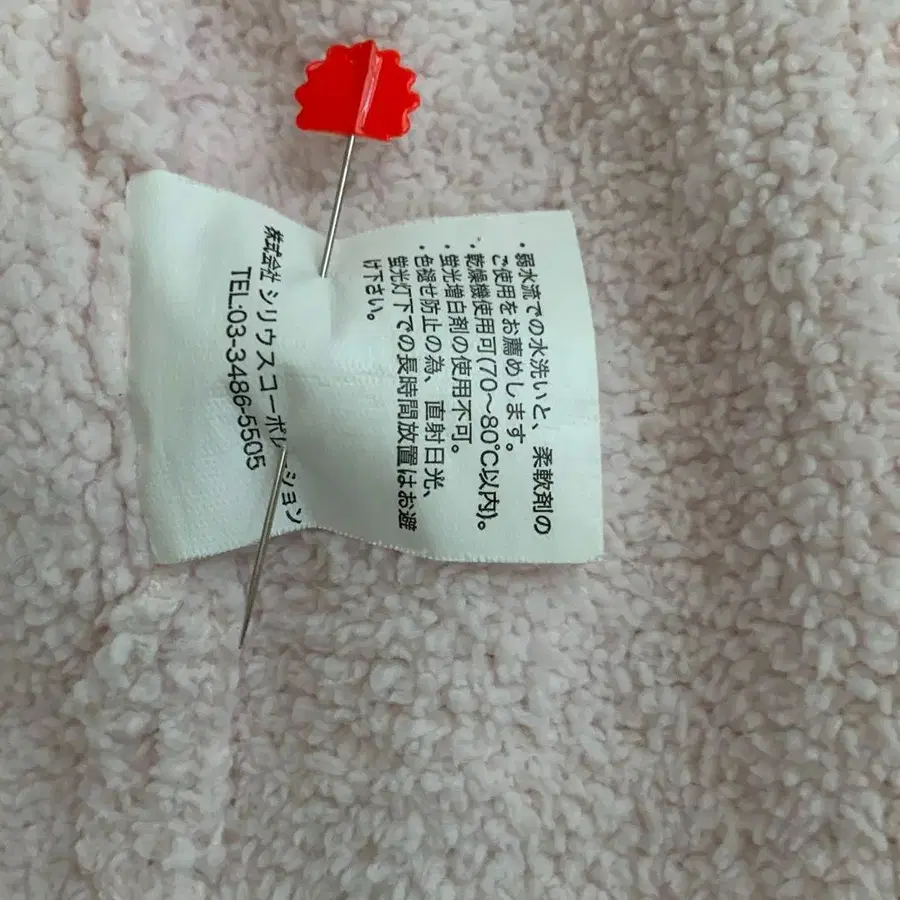 ・弱水流での水洗いと、柔軟剤の
ご使用をお薦めします。
・乾燥機使用可(70～80℃以内)。
・蛍光増白剤の使用不可。
・色褪せ防止の為、直射日光、
蛍光灯下での長時間放置はお避
け下さい。
株式会社 シリウスコーポレーション
TEL:03-3486-5505